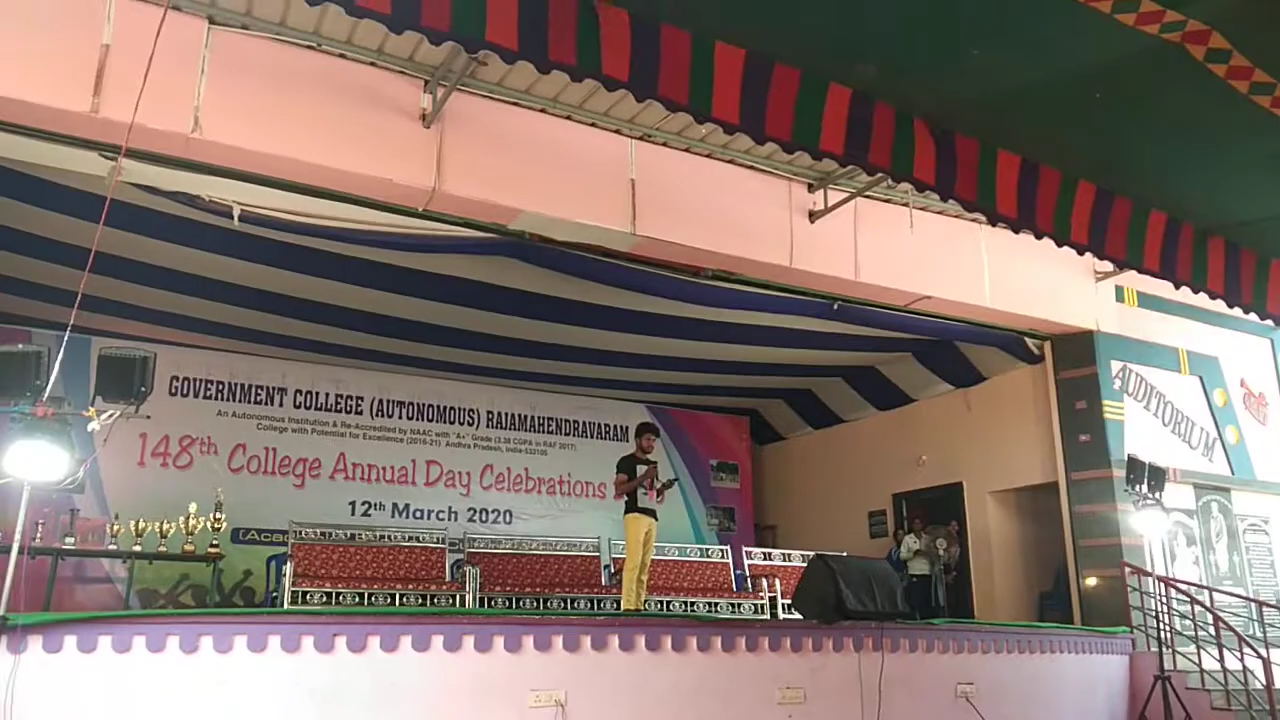 GOVERNMENT COLLEGE (AUTONOMOUS) RAJAMAHENDRAVARAM
An Autonomous Institution & Re-Accredited by NAAC with "A+" Grade (3.38 CGPA in RAF 2017)
College with Potential for Excellence (2016-21) Andhra Pradesh, India-533105
148th College Annual Day Celebrations
12th March 2020
AUDITORIUM